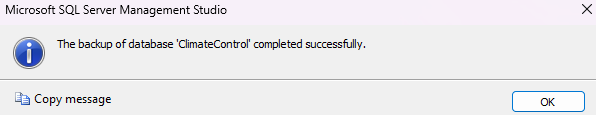 Microsoft SQL Server Management Studio
The backup of database 'ClimateControl' completed successfully.
Copy message
OK